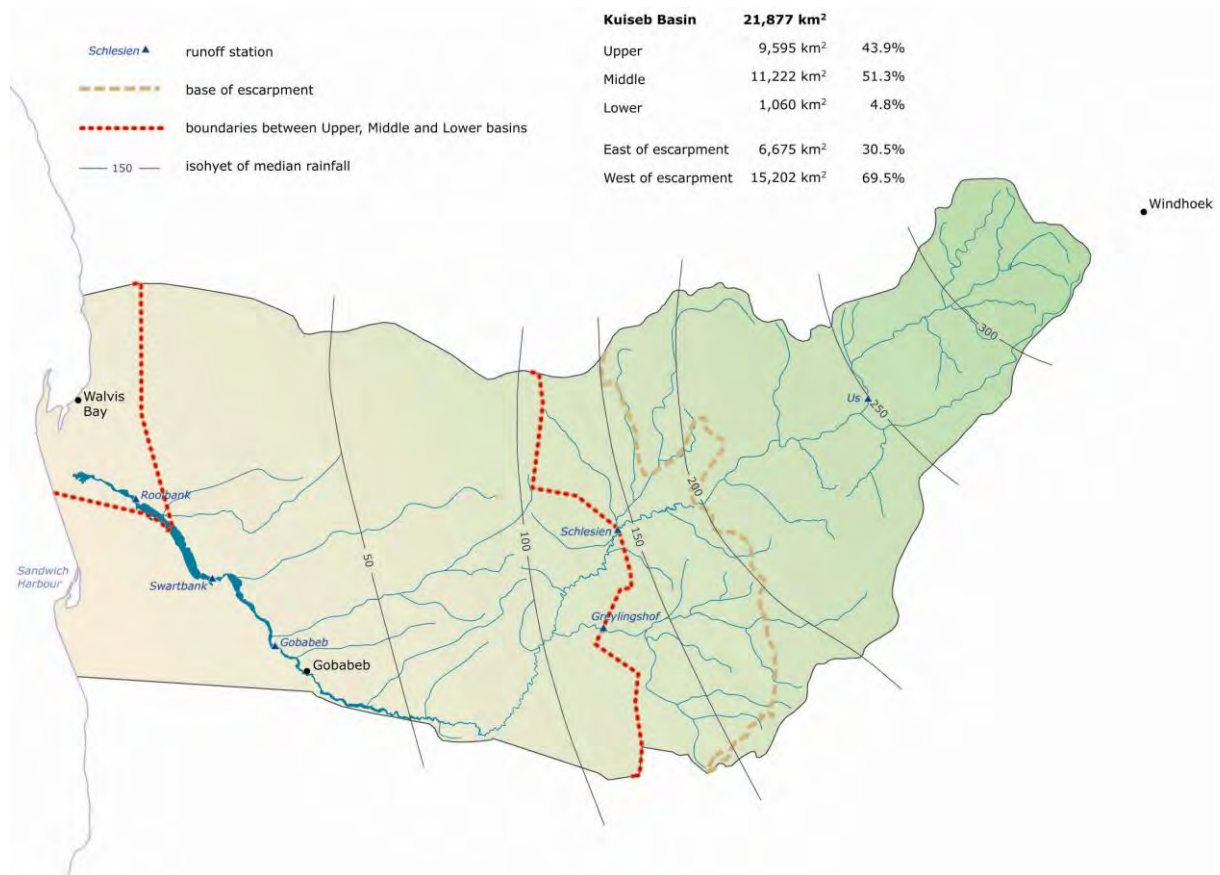 Kuiseb Basin 21,877 km²
Schlesien runoff station
Upper 9,595 km² 43.9%
base of escarpment
Middle 11,222 km² 51.3%
Lower 1,060 km² 4.8%
boundaries between Upper, Middle and Lower basins
East of escarpment 6,675 km² 30.5%
150 isohyet of median rainfall
West of escarpment 15,202 km² 69.5%
Windhoek
300
Walvis
Bay
Us
250
Rooibank
200
Schlesien
150
100
50
Sandwich
Harbour
Swartbank
Greylingshof
Gobabeb
Gobabeb